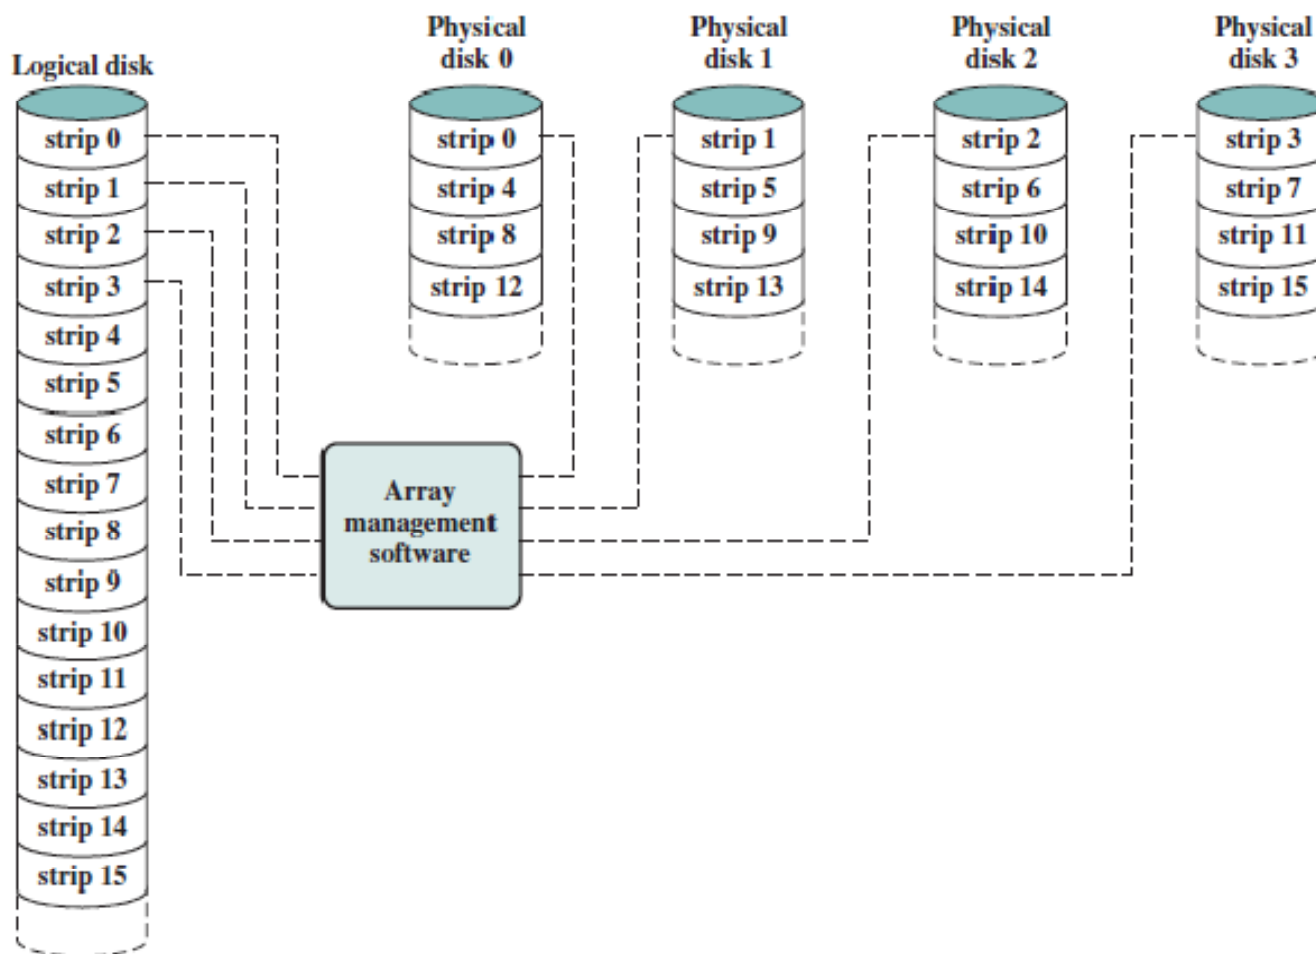 Logical disk
strip 0
strip 1
strip 2
strip 3
strip 4
strip 5
strip 6
strip 7
strip 8
strip 9
strip 10
strip 11
strip 12
strip 13
strip 14
strip 15
Physical
disk 0
strip 0
strip 4
strip 8
strip 12
Physical
disk 1
strip 1
strip 5
strip 9
strip 13
Physical
disk 2
strip 2
strip 6
strip 10
strip 14
Physical
disk 3
strip 3
strip 7
strip 11
strip 15
Array
management
software